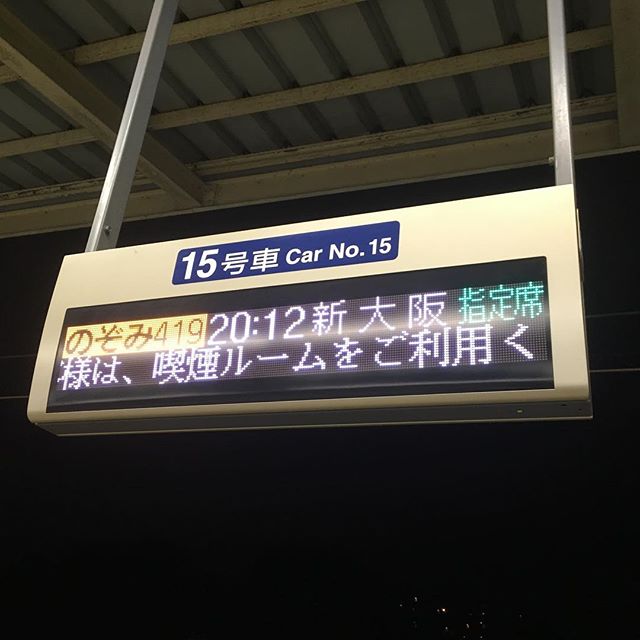 15号車 Car No. 15
のぞみ419 20:12 新大阪 指定席
様は、喫煙ルームをご利用く